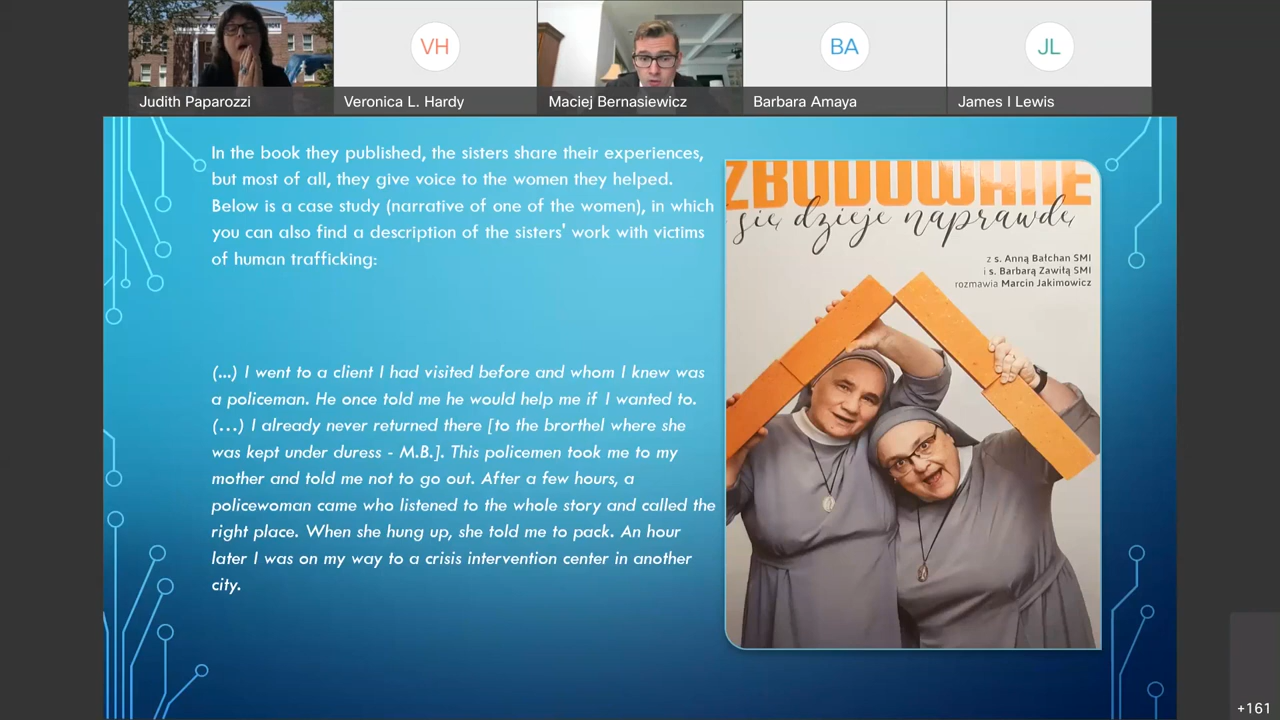 VH
BA
JL
Judith Paparozzi
Veronica L. Hardy
Maciej Bernasiewicz
Barbara Amaya
James I Lewis
In the book they published, the sisters share their experiences,
but most of all, they give voice to the women they helped.
Below is a case study (narrative of one of the women), in which
you can also find a description of the sisters' work with victims
of human trafficking:
(...) I went to a client I had visited before and whom I knew was
a policeman. He once told me he would help me if I wanted to.
(...) I already never returned there [to the brorthel where she
was kept under duress - M.B.]. This policemen took me to my
mother and told me not to go out. After a few hours, a
policewoman came who listened to the whole story and called the
right place. When she hung up, she told me to pack. An hour
later I was on my way to a crisis intervention center in another
city.
ZBUDOWANIE
się dzieje naprawdę
z s. Anną Bałchan SMI
i s. Barbarą Zawiłą SMI
rozmawia Marcin Jakimowicz
+161